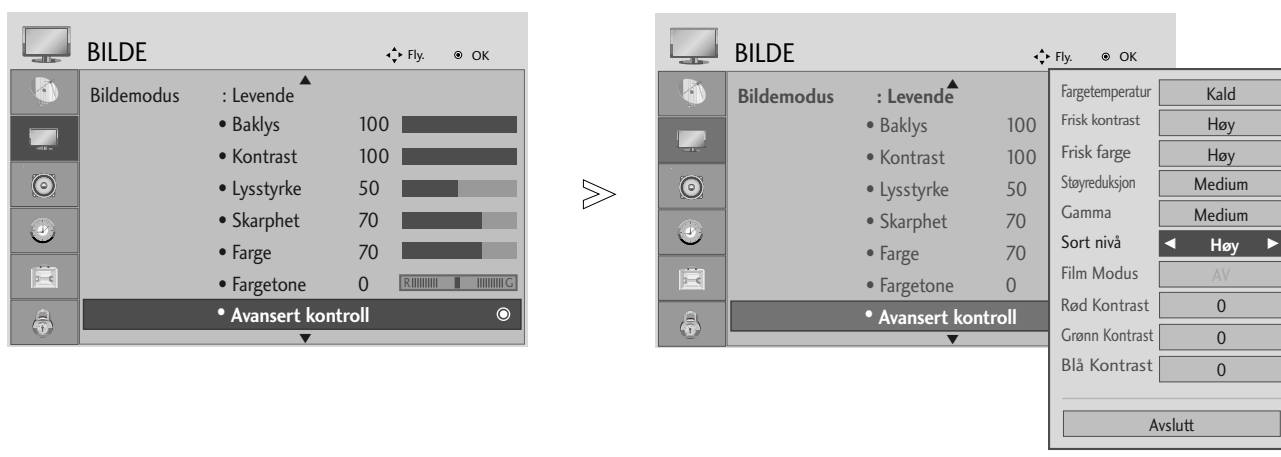 BILDE
Fly. OK
Bildemodus : Levende
• Baklys 100
• Kontrast 100
• Lysstyrke 50
• Skarphet 70
• Farge 70
• Fargetone 0 R G
• Avansert kontroll
BILDE
Fly. OK
Bildemodus : Levende
• Baklys 100
• Kontrast 100
• Lysstyrke 50
• Skarphet 70
• Farge 70
• Fargetone 0
• Avansert kontroll
Fargetemperatur Kald
Frisk kontrast Høy
Frisk farge Høy
Støyreduksjon Medium
Gamma Medium
Sort nivå ◄ Høy ►
Film Modus AV
Rød Kontrast 0
Grønn Kontrast 0
Blå Kontrast 0
Avslutt